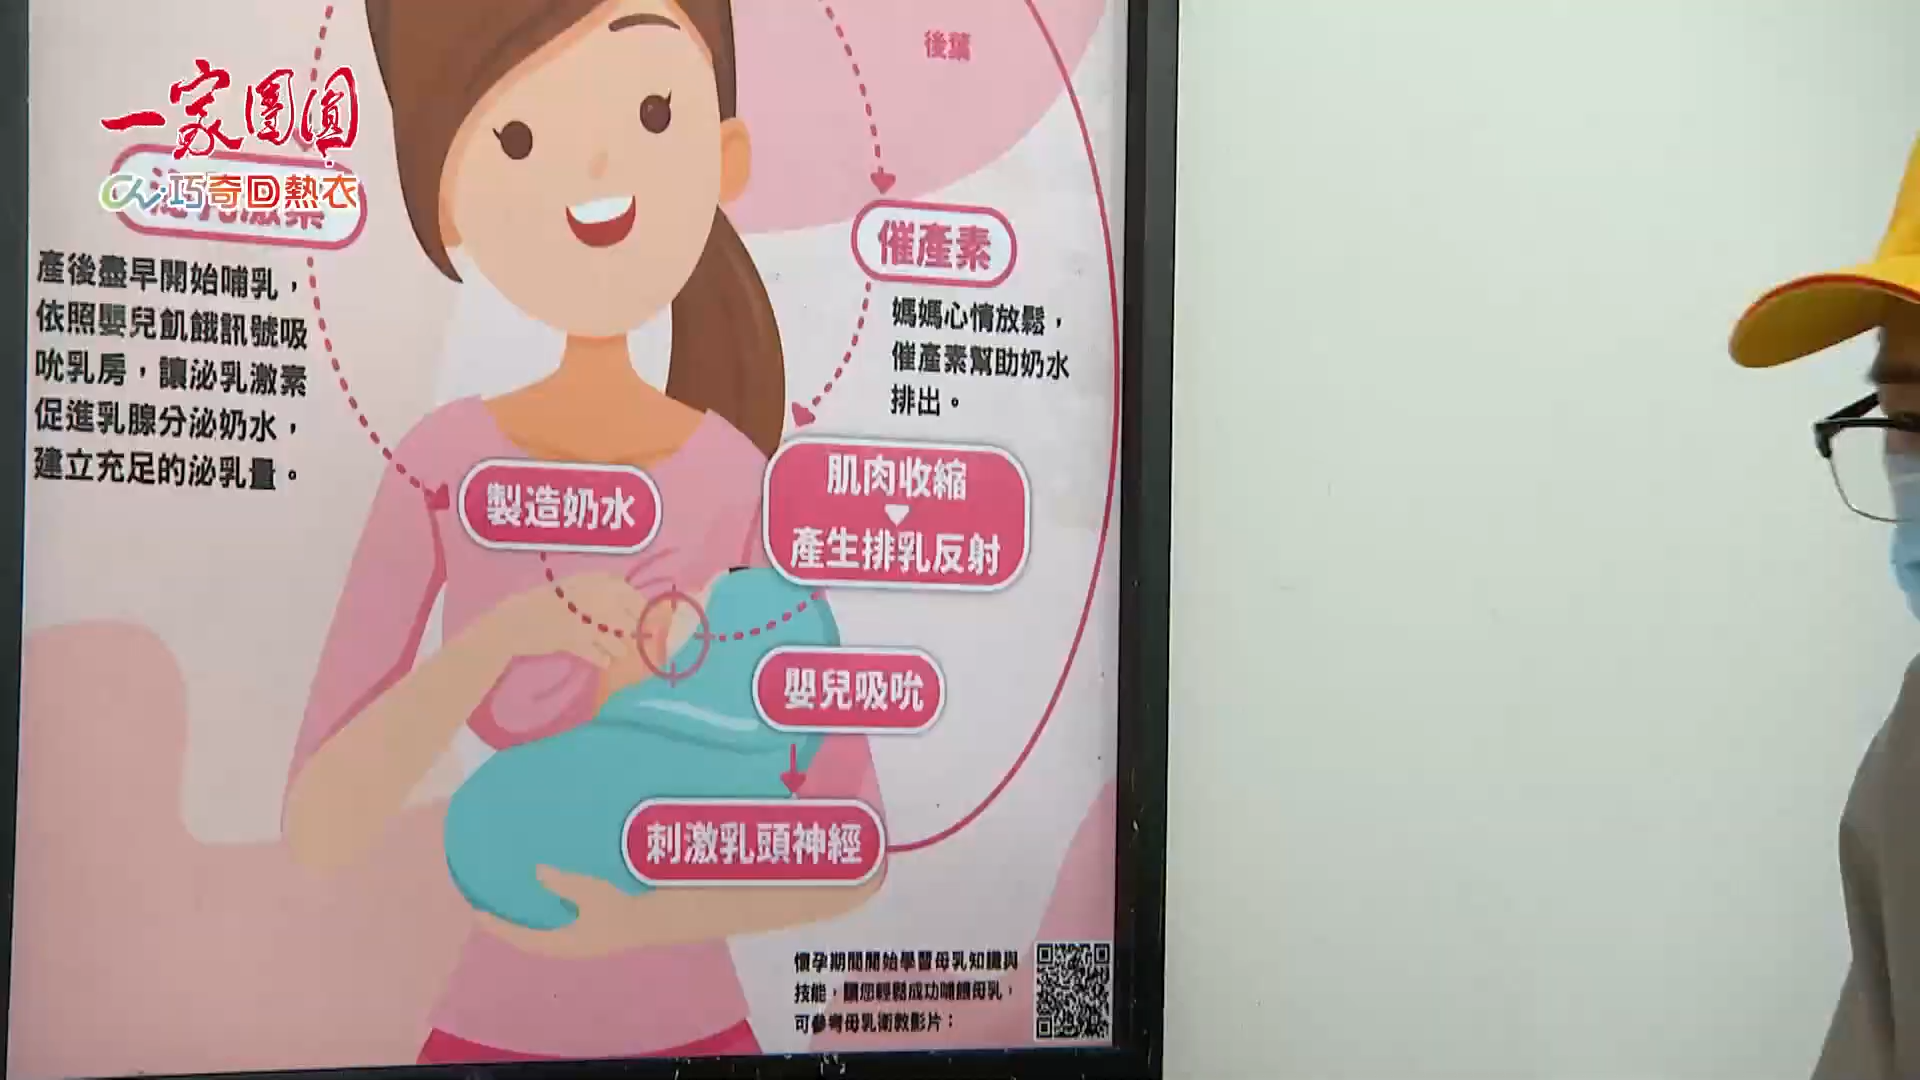 一家團圓
巧奇回熱衣
後葉
泌乳激素
產後盡早開始哺乳，
依照嬰兒飢餓訊號吸
吮乳房，讓泌乳激素
促進乳腺分泌奶水，
建立充足的泌乳量。
催產素
媽媽心情放鬆，
催產素幫助奶水
排出。
製造奶水
肌肉收縮
產生排乳反射
嬰兒吸吮
刺激乳頭神經
懷孕期間開始學習母乳知識與
技能，讓您輕鬆成功哺餵母乳，
可參考母乳衛教影片：